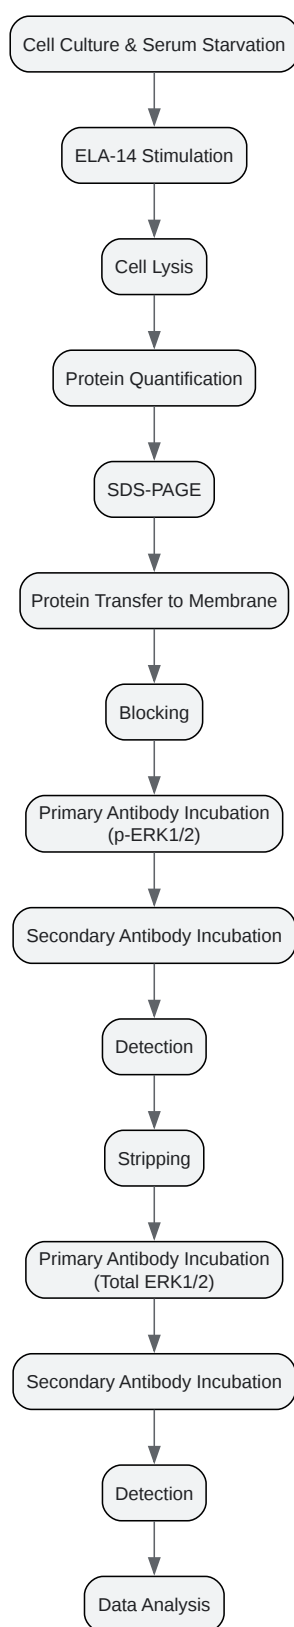 Cell Culture & Serum Starvation
ELA-14 Stimulation
Cell Lysis
Protein Quantification
SDS-PAGE
Protein Transfer to Membrane
Blocking
Primary Antibody Incubation
(p-ERK1/2)
Secondary Antibody Incubation
Detection
Stripping
Primary Antibody Incubation
(Total ERK1/2)
Secondary Antibody Incubation
Detection
Data Analysis